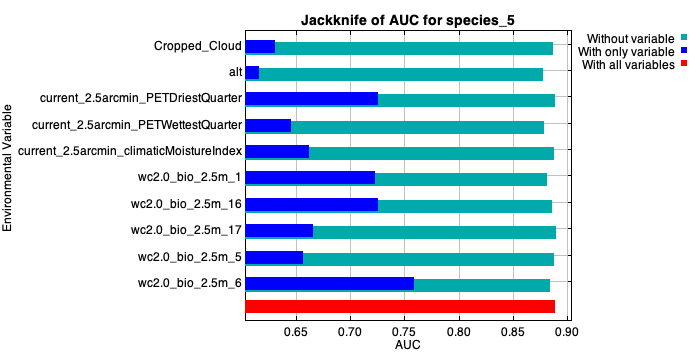 Jackknife of AUC for species_5
Without variable
With only variable
With all variables
Environmental Variable
Cropped_Cloud
alt
current_2.5arcmin_PETDriestQuarter
current_2.5arcmin_PETWettestQuarter
current_2.5arcmin_climaticMoistureIndex
wc2.0_bio_2.5m_1
wc2.0_bio_2.5m_16
wc2.0_bio_2.5m_17
wc2.0_bio_2.5m_5
wc2.0_bio_2.5m_6
0.65 0.70 0.75 0.80 0.85 0.90
AUC